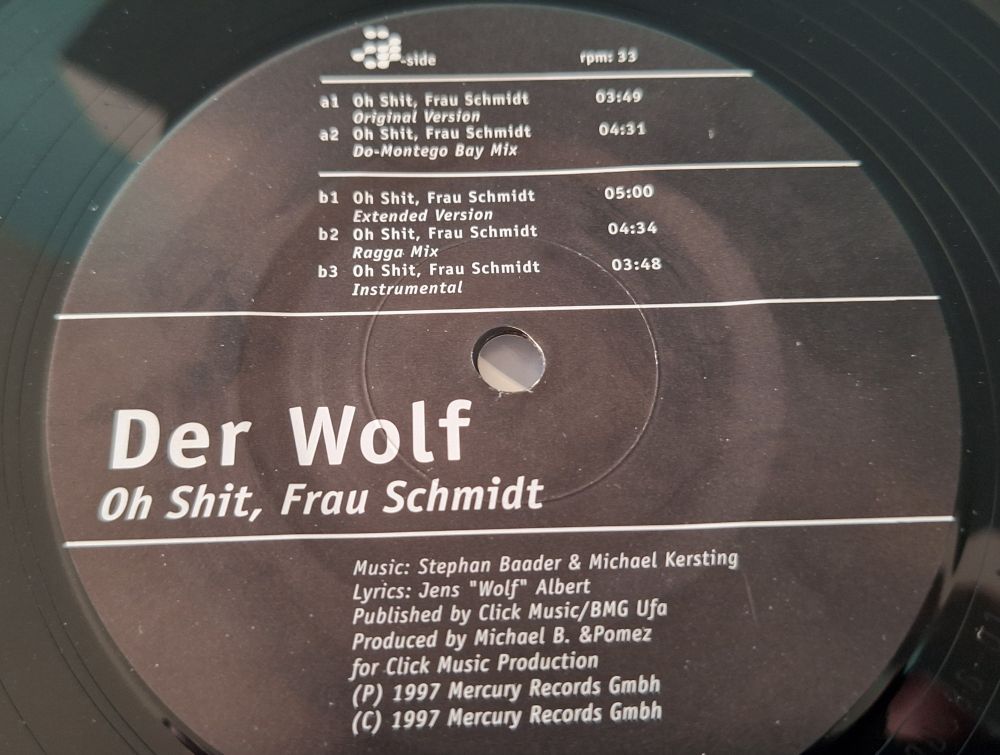 -side rpm: 33
a1 Oh Shit, Frau Schmidt 03:49
Original Version
a2 Oh Shit, Frau Schmidt 04:31
Do-Montego Bay Mix
b1 Oh Shit, Frau Schmidt 05:00
Extended Version
b2 Oh Shit, Frau Schmidt 04:34
Ragga Mix
b3 Oh Shit, Frau Schmidt 03:48
Instrumental
Der Wolf
Oh Shit, Frau Schmidt
Music: Stephan Baader & Michael Kersting
Lyrics: Jens "Wolf" Albert
Published by Click Music/BMG Ufa
Produced by Michael B. &Pomez
for Click Music Production
(P) 1997 Mercury Records Gmbh
(C) 1997 Mercury Records Gmbh